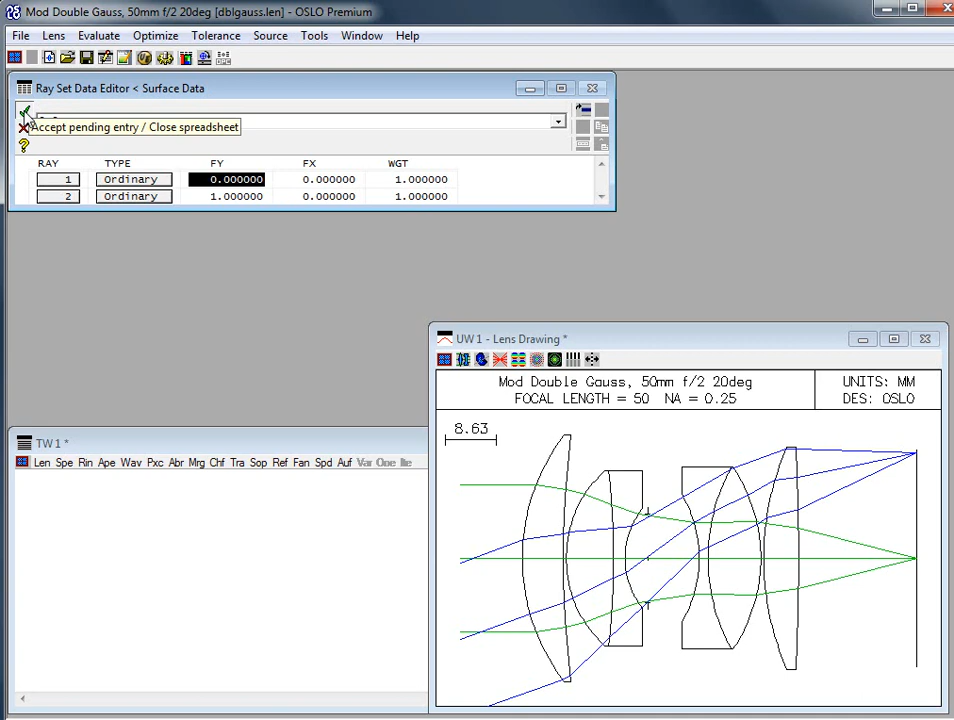 Mod Double Gauss, 50mm f/2 20deg [dblgauss.len] - OSLO Premium
File Lens Evaluate Optimize Tolerance Source Tools Window Help
Ray Set Data Editor < Surface Data
Accept pending entry / Close spreadsheet
RAY TYPE FY FX WGT
1 Ordinary 0.000000 0.000000 1.000000
2 Ordinary 1.000000 0.000000 1.000000
UW 1 - Lens Drawing *
Mod Double Gauss, 50mm f/2 20deg
FOCAL LENGTH = 50 NA = 0.25
UNITS: MM
DES: OSLO
8.63
TW 1 *
Len Spe Rin Ape Wav Pxc Abr Mrg Chf Tra Sop Ref Fan Spd Auf Var One Ite